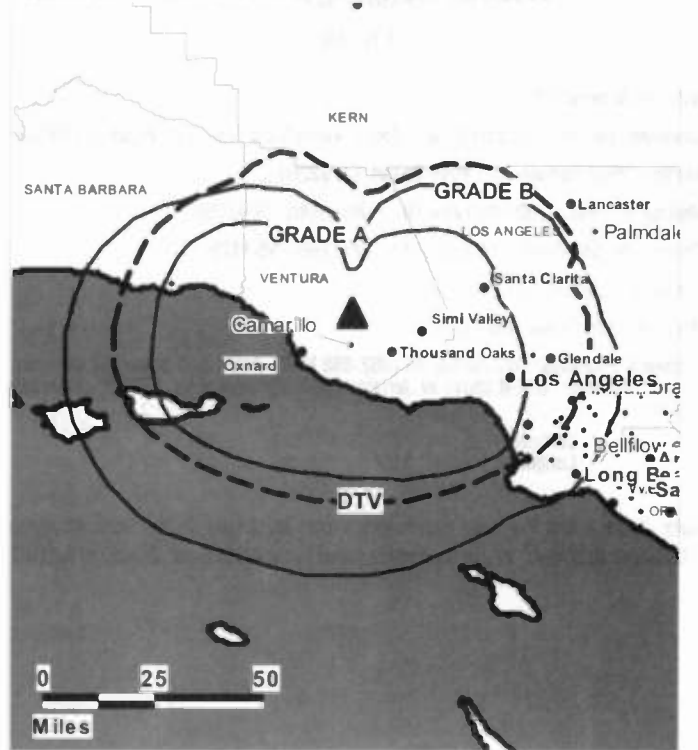 KERN
SANTA BARBARA
GRADE B
Lancaster
GRADE A
LOS ANGELES
Palmdale
VENTURA
Santa Clarita
Camarillo
Simi Valley
Thousand Oaks
Glendale
Oxnard
Los Angeles
Bellflow
Long Be
Sa
DTV
0 25 50
Miles